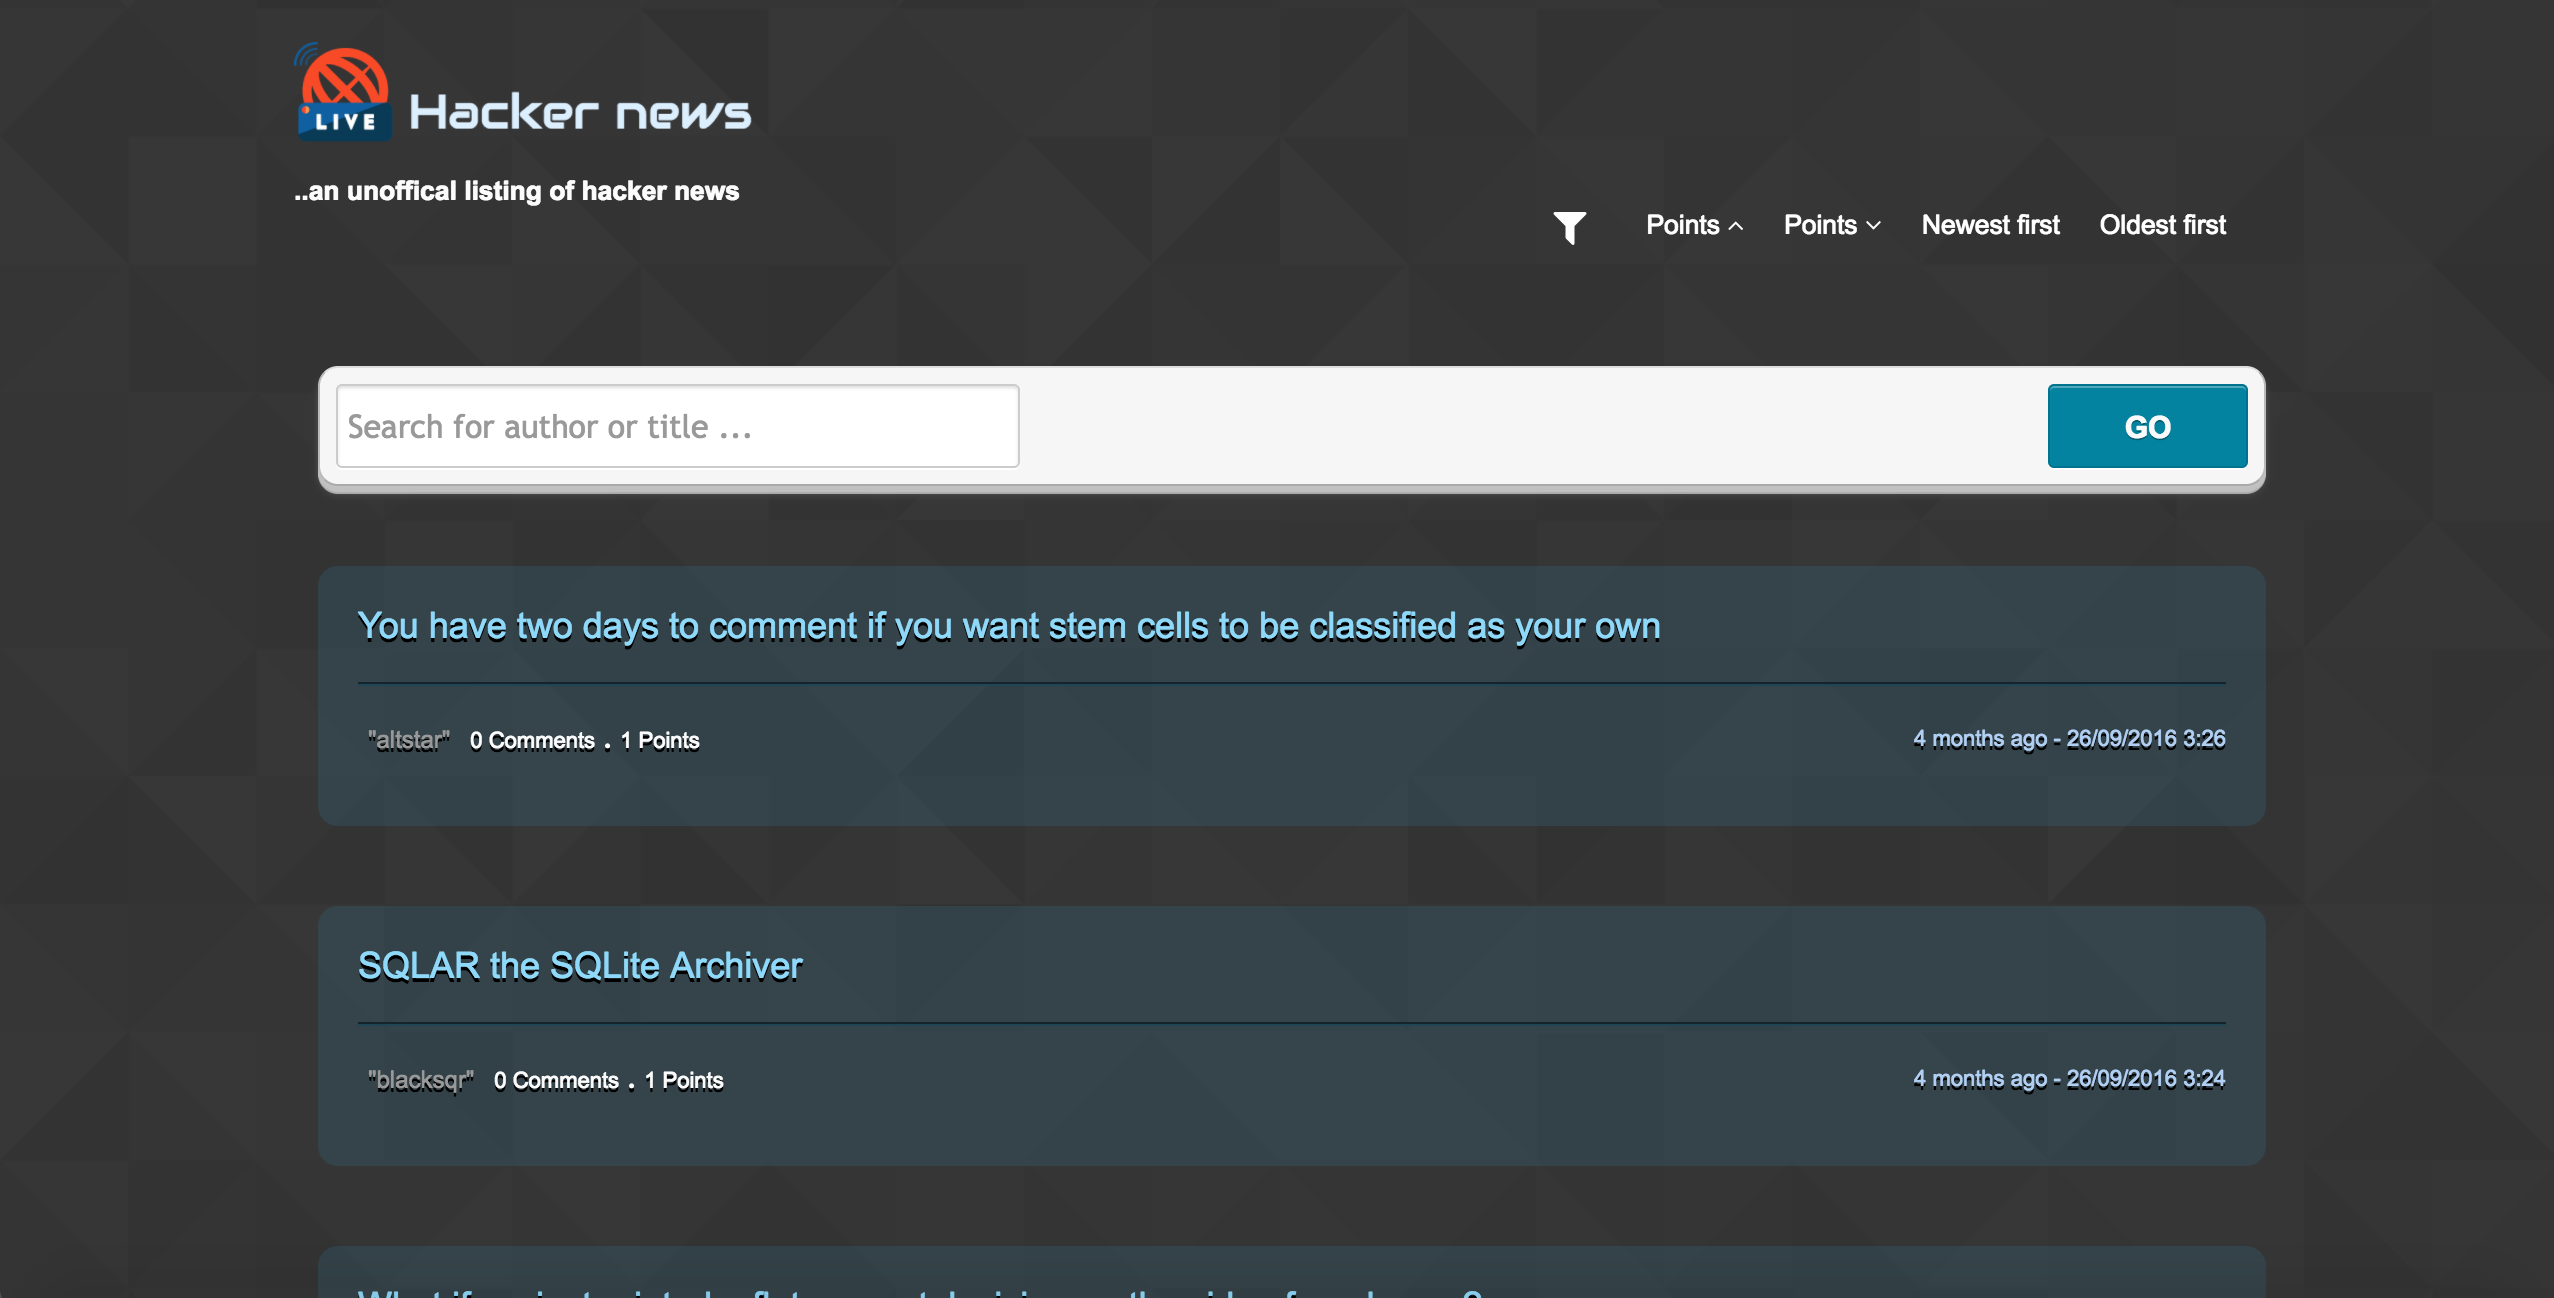 LIVE
Hacker news
..an unoffical listing of hacker news
Points Points Newest first Oldest first
Search for author or title ...
GO
You have two days to comment if you want stem cells to be classified as your own
"altstar" 0 Comments . 1 Points
4 months ago - 26/09/2016 3:26
SQLAR the SQLite Archiver
"blacksqr" 0 Comments . 1 Points
4 months ago - 26/09/2016 3:24
What if